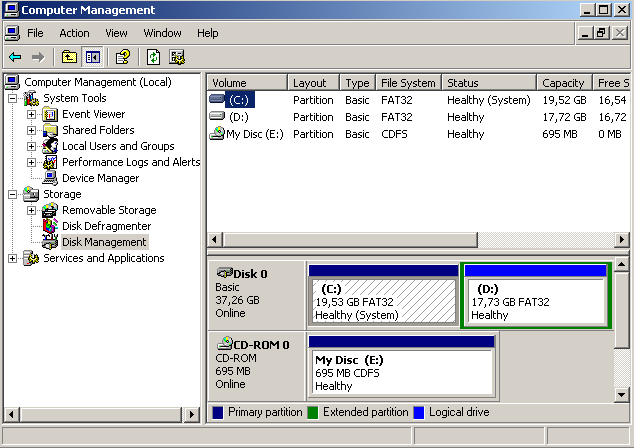 Computer Management
File Action View Window Help
Computer Management (Local)
System Tools
Event Viewer
Shared Folders
Local Users and Groups
Performance Logs and Alerts
Device Manager
Storage
Removable Storage
Disk Defragmenter
Disk Management
Services and Applications
Volume Layout Type File System Status Capacity Free S
(C:) Partition Basic FAT32 Healthy (System) 19,52 GB 16,54
(D:) Partition Basic FAT32 Healthy 17,72 GB 16,72
My Disc (E:) Partition Basic CDFS Healthy 695 MB 0 MB
Disk 0
Basic
37,26 GB
Online
(C:)
19,53 GB FAT32
Healthy (System)
(D:)
17,73 GB FAT32
Healthy
CD-ROM 0
CD-ROM
695 MB
Online
My Disc (E:)
695 MB CDFS
Healthy
Primary partition Extended partition Logical drive